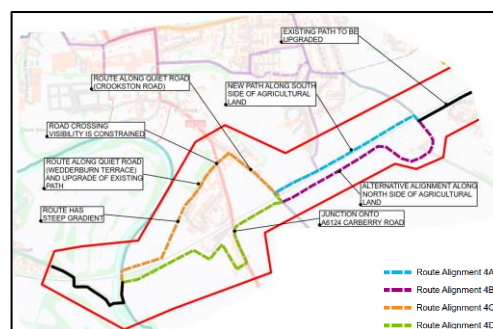 EXISTING PATH TO BE
UPGRADED
ROUTE ALONG QUIET ROAD
(CROOKSTON ROAD)
NEW PATH ALONG SOUTH
SIDE OF AGRICULTURAL
LAND
ROAD CROSSING
VISIBILITY IS CONSTRAINED
ROUTE ALONG QUIET ROAD
(WEDDERBURN TERRACE)
AND UPGRADE OF EXISTING
PATH
ROUTE HAS
STEEP GRADIENT
ALTERNATIVE ALIGNMENT ALONG
NORTH SIDE OF AGRICULTURAL
LAND
JUNCTION ONTO
A6124 CARBERRY ROAD
Route Alignment 4A
Route Alignment 4B
Route Alignment 4C
Route Alignment 4D